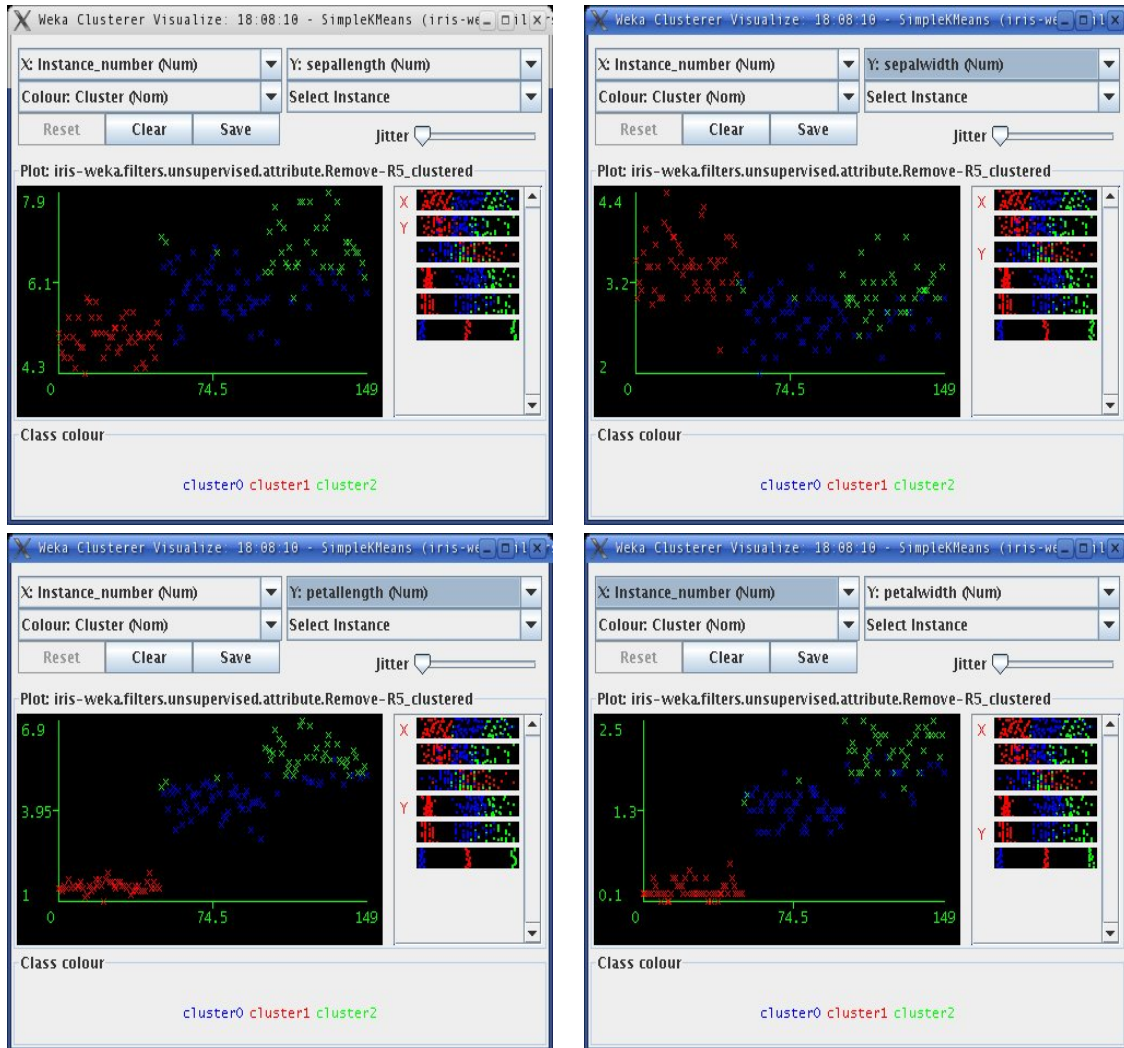 Weka Clusterer Visualize: 18:08:10 - SimpleKMeans (iris-we
X: Instance_number (Num) Y: sepallength (Num)
Colour: Cluster (Nom) Select Instance
Reset Clear Save Jitter
Plot: iris-weka.filters.unsupervised.attribute.Remove-R5_clustered
7.9
6.1
4.3
0 74.5 149
X
Y
Class colour
cluster0 cluster1 cluster2
Weka Clusterer Visualize: 18:08:10 - SimpleKMeans (iris-we
X: Instance_number (Num) Y: sepalwidth (Num)
Colour: Cluster (Nom) Select Instance
Reset Clear Save Jitter
Plot: iris-weka.filters.unsupervised.attribute.Remove-R5_clustered
4.4
3.2
2
0 74.5 149
X
Y
Class colour
cluster0 cluster1 cluster2
Weka Clusterer Visualize: 18:08:10 - SimpleKMeans (iris-we
X: Instance_number (Num) Y: petallength (Num)
Colour: Cluster (Nom) Select Instance
Reset Clear Save Jitter
Plot: iris-weka.filters.unsupervised.attribute.Remove-R5_clustered
6.9
3.95
1
0 74.5 149
X
Y
Class colour
cluster0 cluster1 cluster2
Weka Clusterer Visualize: 18:08:10 - SimpleKMeans (iris-we
X: Instance_number (Num) Y: petalwidth (Num)
Colour: Cluster (Nom) Select Instance
Reset Clear Save Jitter
Plot: iris-weka.filters.unsupervised.attribute.Remove-R5_clustered
2.5
1.3
0.1
0 74.5 149
X
Y
Class colour
cluster0 cluster1 cluster2